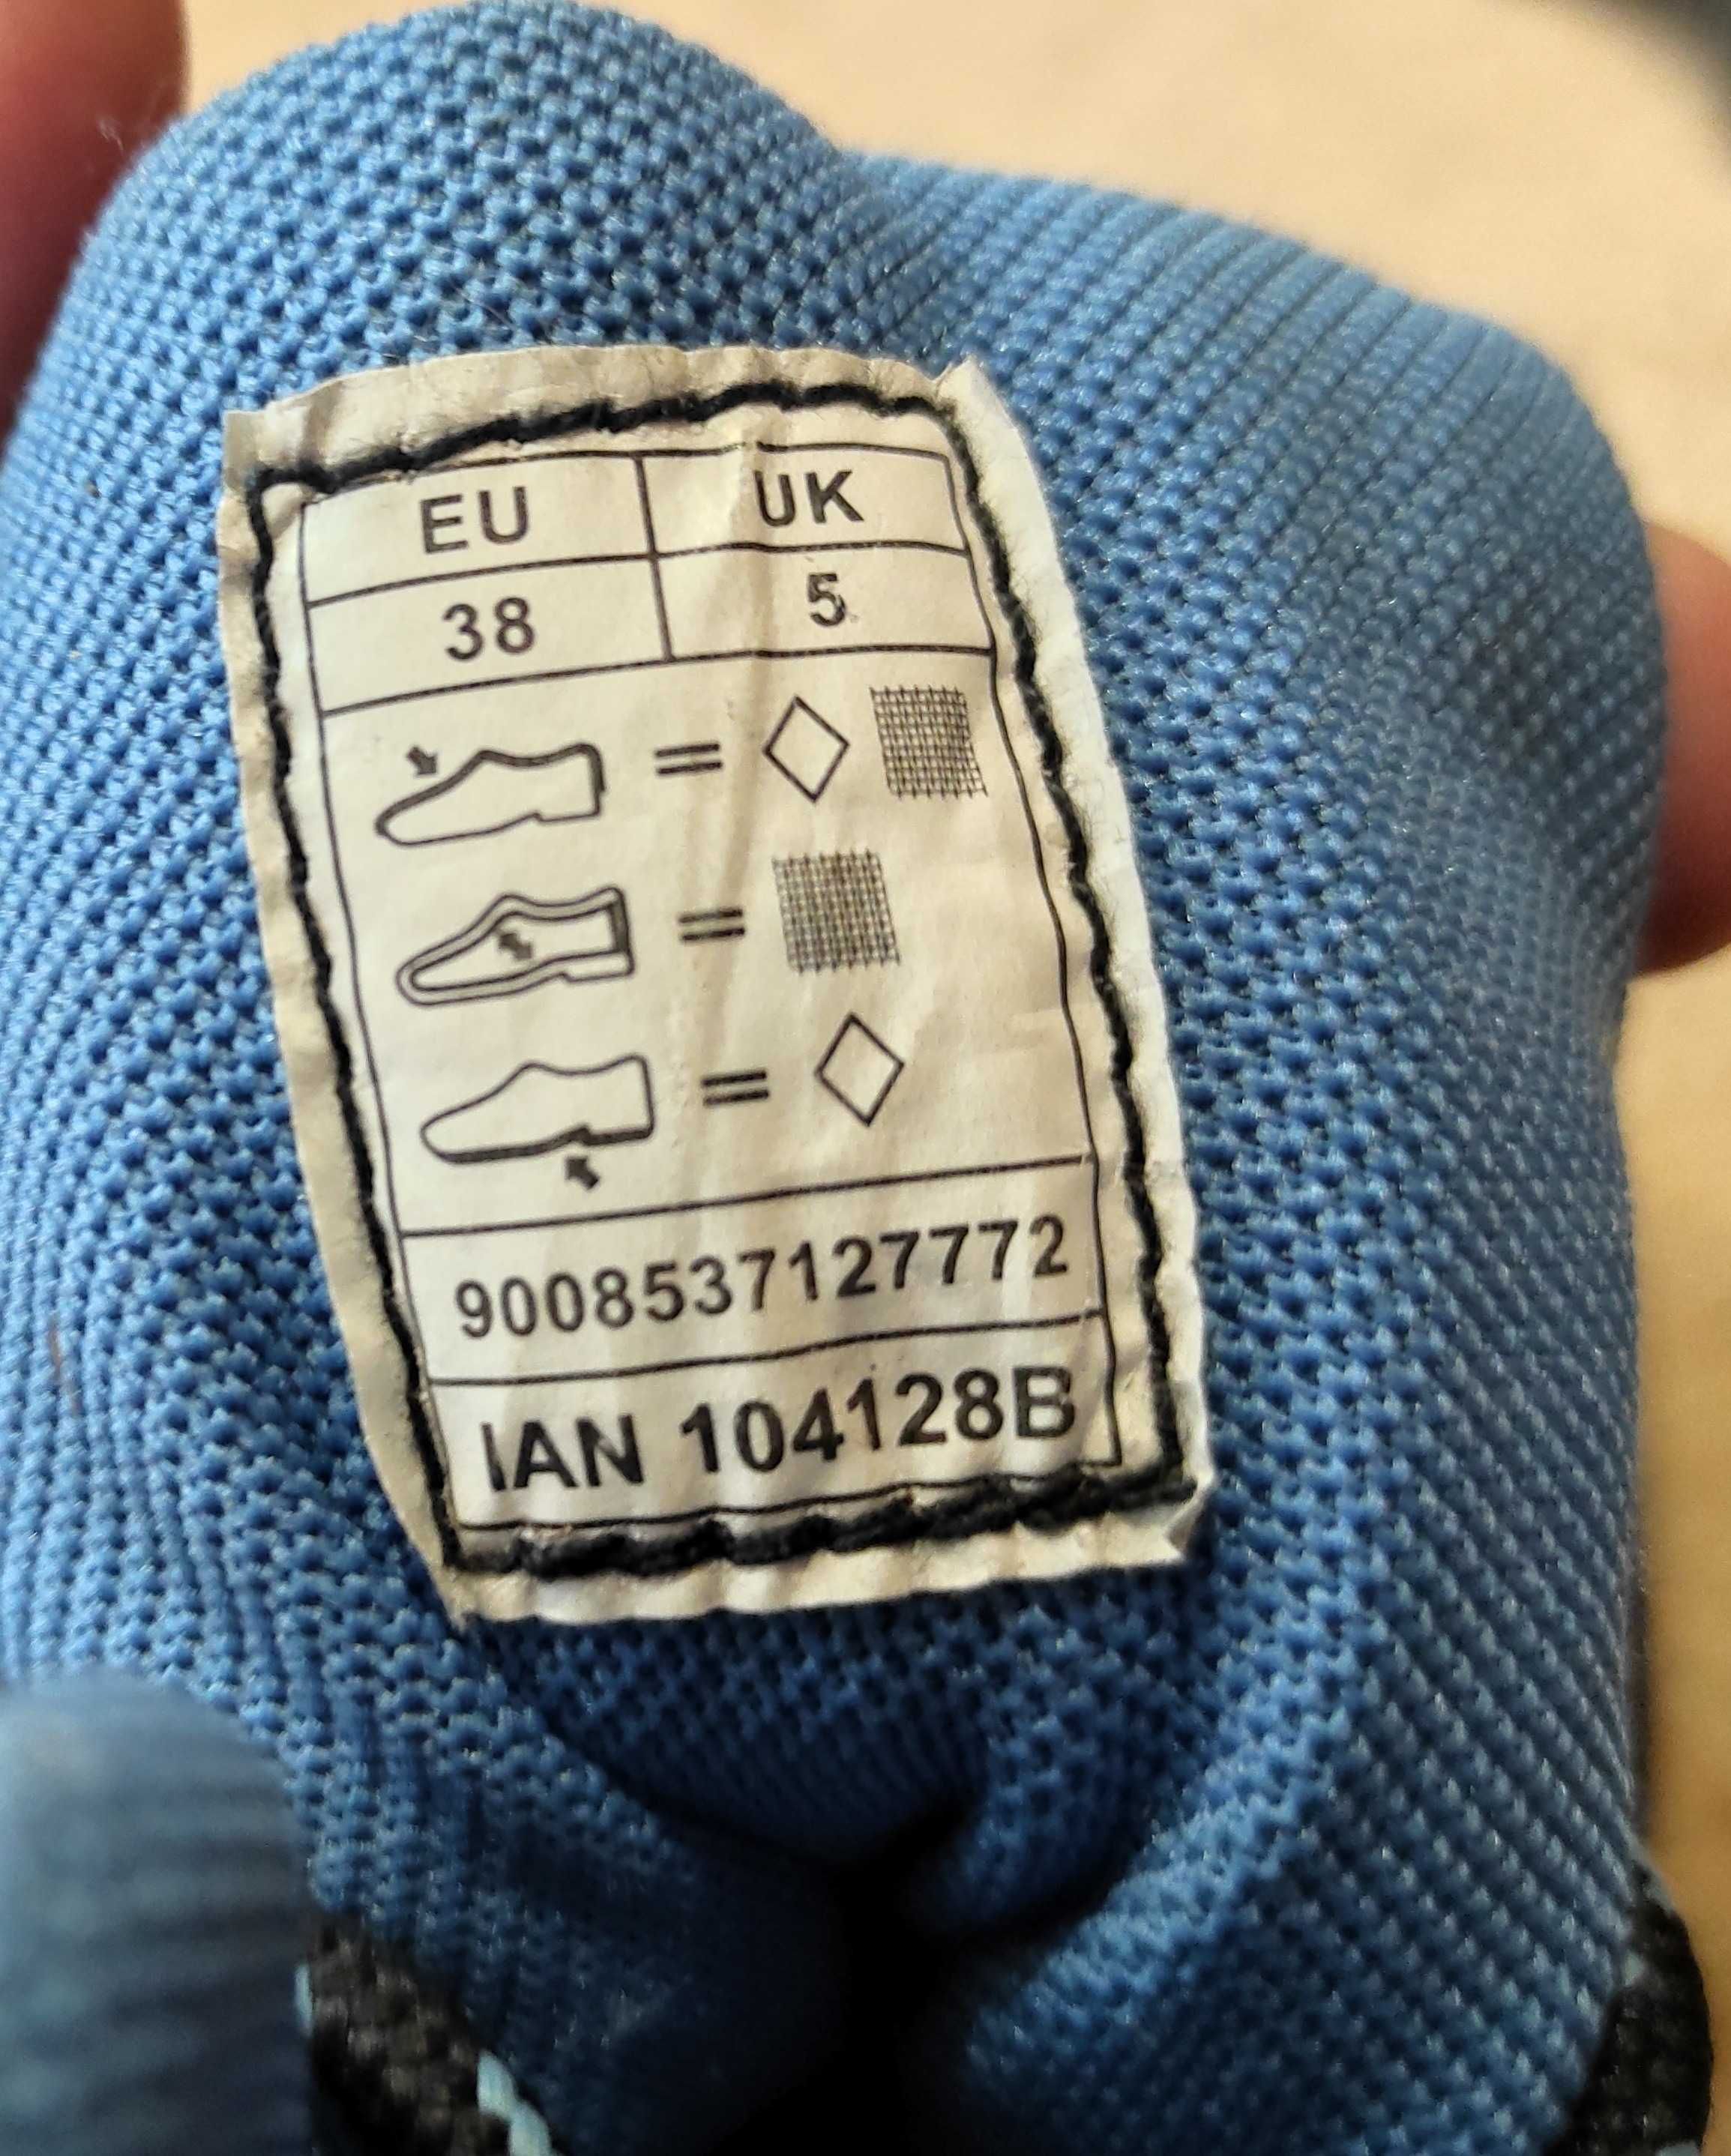 EU UK
38 5
=
=
=
9008537127772
IAN 104128B